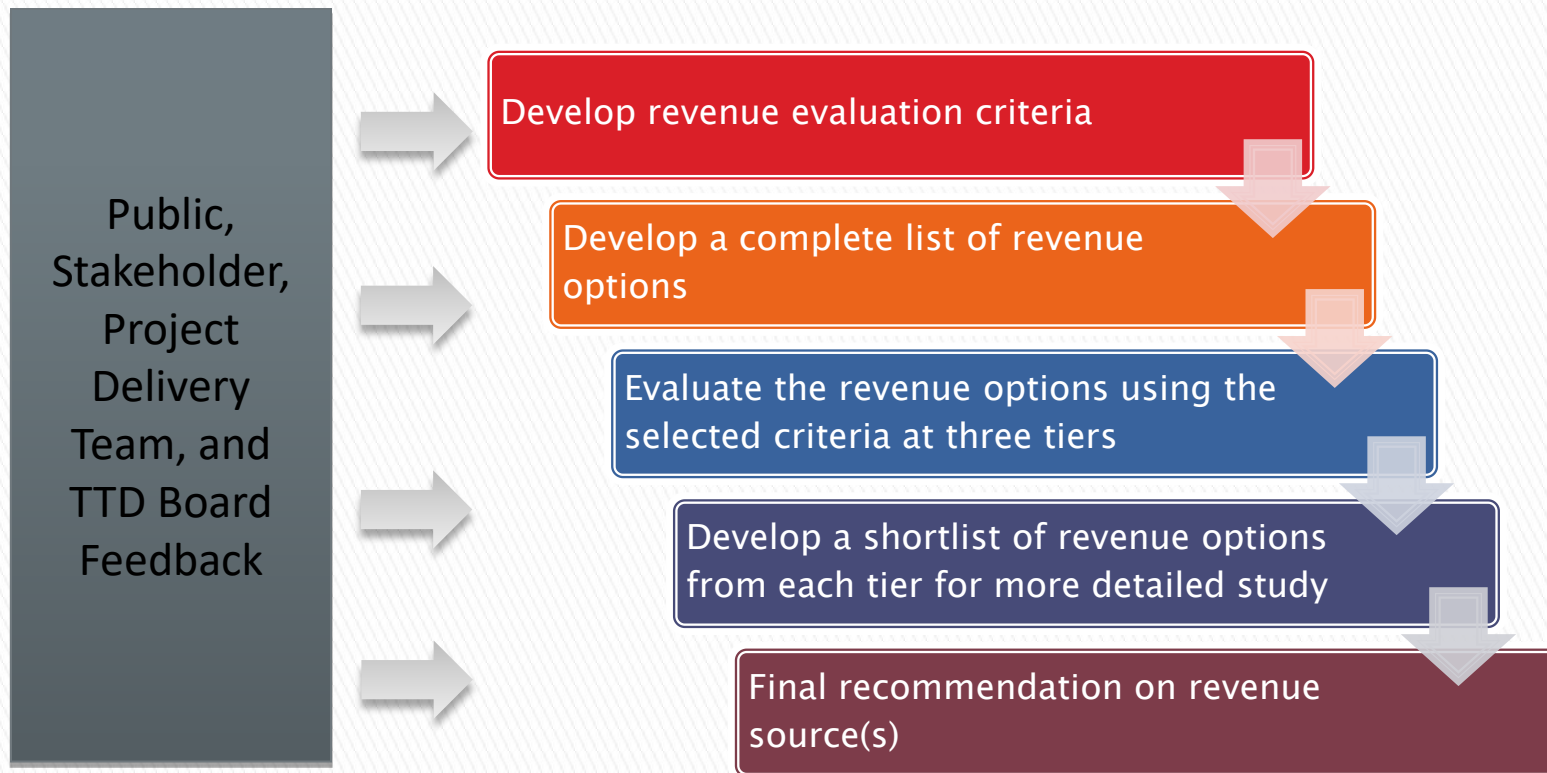 Public,
Stakeholder,
Project
Delivery
Team, and
TTD Board
Feedback
Develop revenue evaluation criteria
Develop a complete list of revenue
options
Evaluate the revenue options using the
selected criteria at three tiers
Develop a shortlist of revenue options
from each tier for more detailed study
Final recommendation on revenue
source(s)